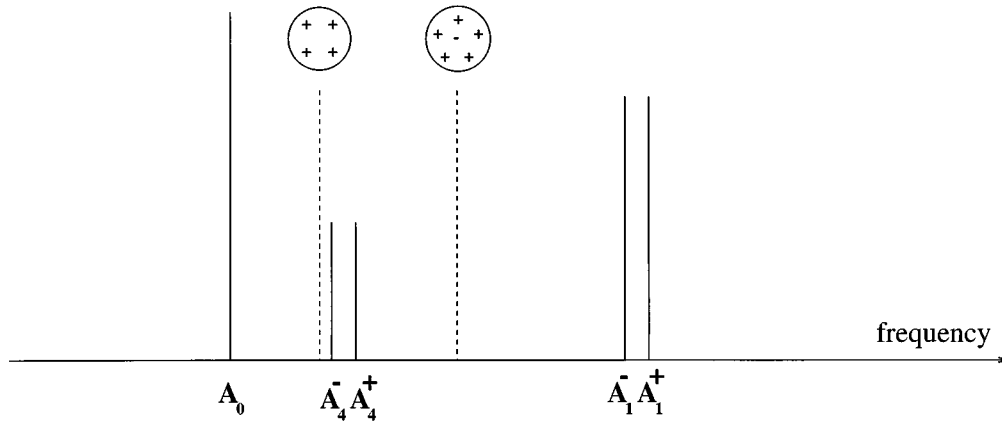 + +
+ +
+
+ - +
+ +
frequency
A₀ A₄⁻ A₄⁺ A₁⁻ A₁⁺